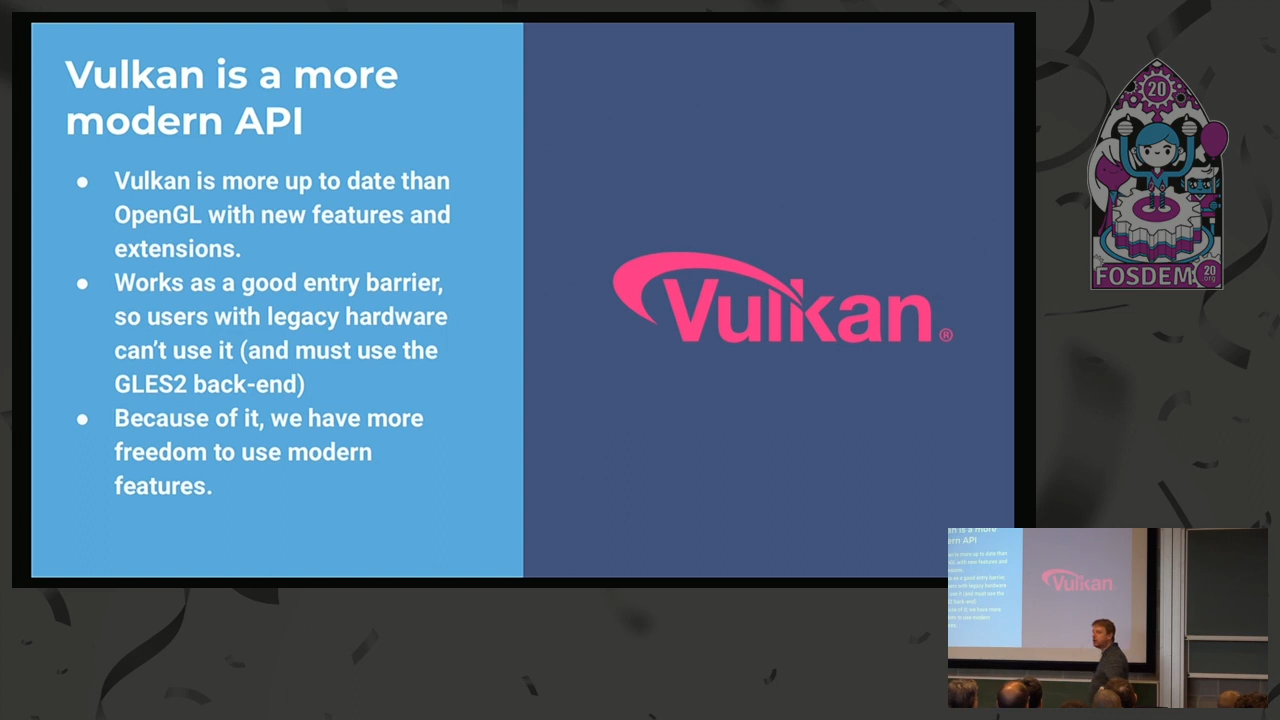 Vulkan is a more
modern API
● Vulkan is more up to date than
OpenGL with new features and
extensions.
● Works as a good entry barrier,
so users with legacy hardware
can’t use it (and must use the
GLES2 back-end)
● Because of it, we have more
freedom to use modern
features.
Vulkan®
20
FOSDEM
20
.org
Vulkan